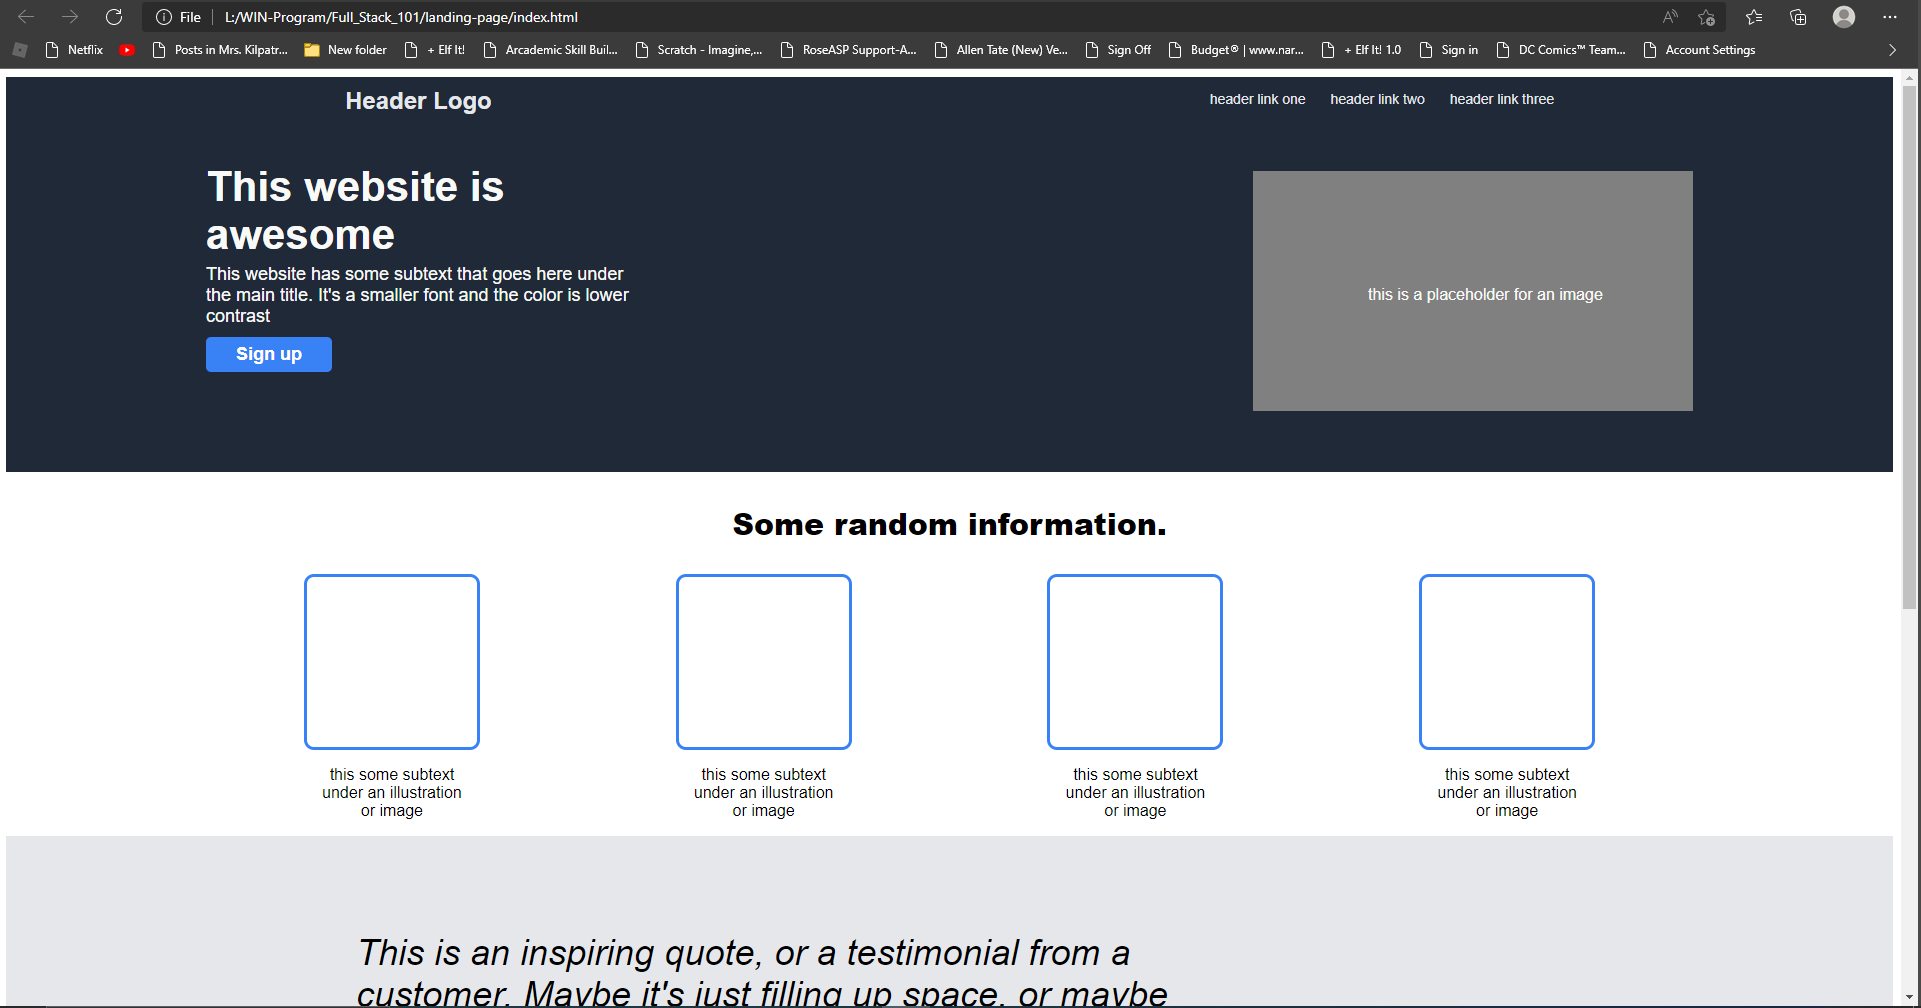 File L:/WIN-Program/Full_Stack_101/landing-page/index.html
Netflix Posts in Mrs. Kilpatr... New folder + Elf It! Arcademic Skill Buil... Scratch - Imagine,... RoseASP Support-A... Allen Tate (New) Ve... Sign Off Budget® | www.nar... + Elf It! 1.0 Sign in DC Comics™ Team... Account Settings
Header Logo header link one header link two header link three
This website is
awesome
This website has some subtext that goes here under
the main title. It's a smaller font and the color is lower
contrast
Sign up
this is a placeholder for an image
Some random information.
this some subtext
under an illustration
or image
this some subtext
under an illustration
or image
this some subtext
under an illustration
or image
this some subtext
under an illustration
or image
This is an inspiring quote, or a testimonial from a
customer. Maybe it's just filling up space, or maybe